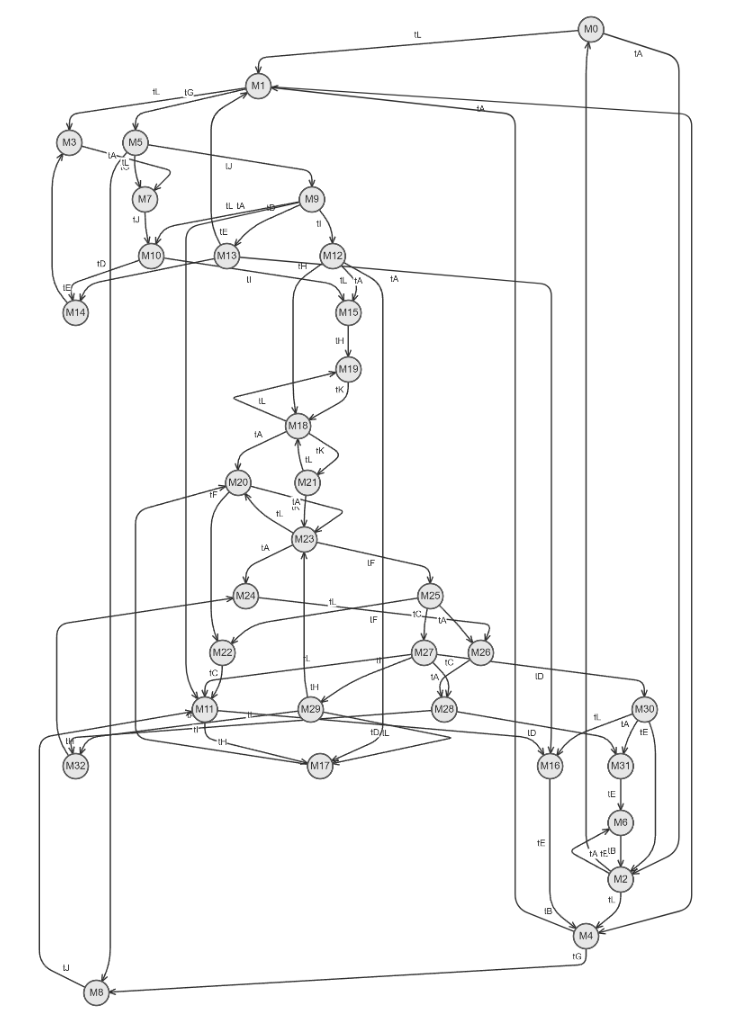 M0
tL
tA
M1
tL
tG
tA
M3
M5
tA
tL
tJ
M7
M9
tJ
tL
tA
tD
tI
tE
M10
M13
M12
tD
tH
tI
tL
tA
tA
tE
M14
M15
tH
M19
tK
tL
M18
tA
tK
tL
M20
M21
tF
tA
tL
M23
tA
tF
M24
M25
tL
tC
tA
tF
M22
M27
M26
tC
tL
tC
tD
tA
tH
M11
M29
M28
M30
tL
tL
tA
tE
tI
tH
tH
tD
tL
tD
M32
M17
M16
M31
tE
M6
tE
tA
tE
tB
M2
tL
tB
M4
tG
tJ
M8